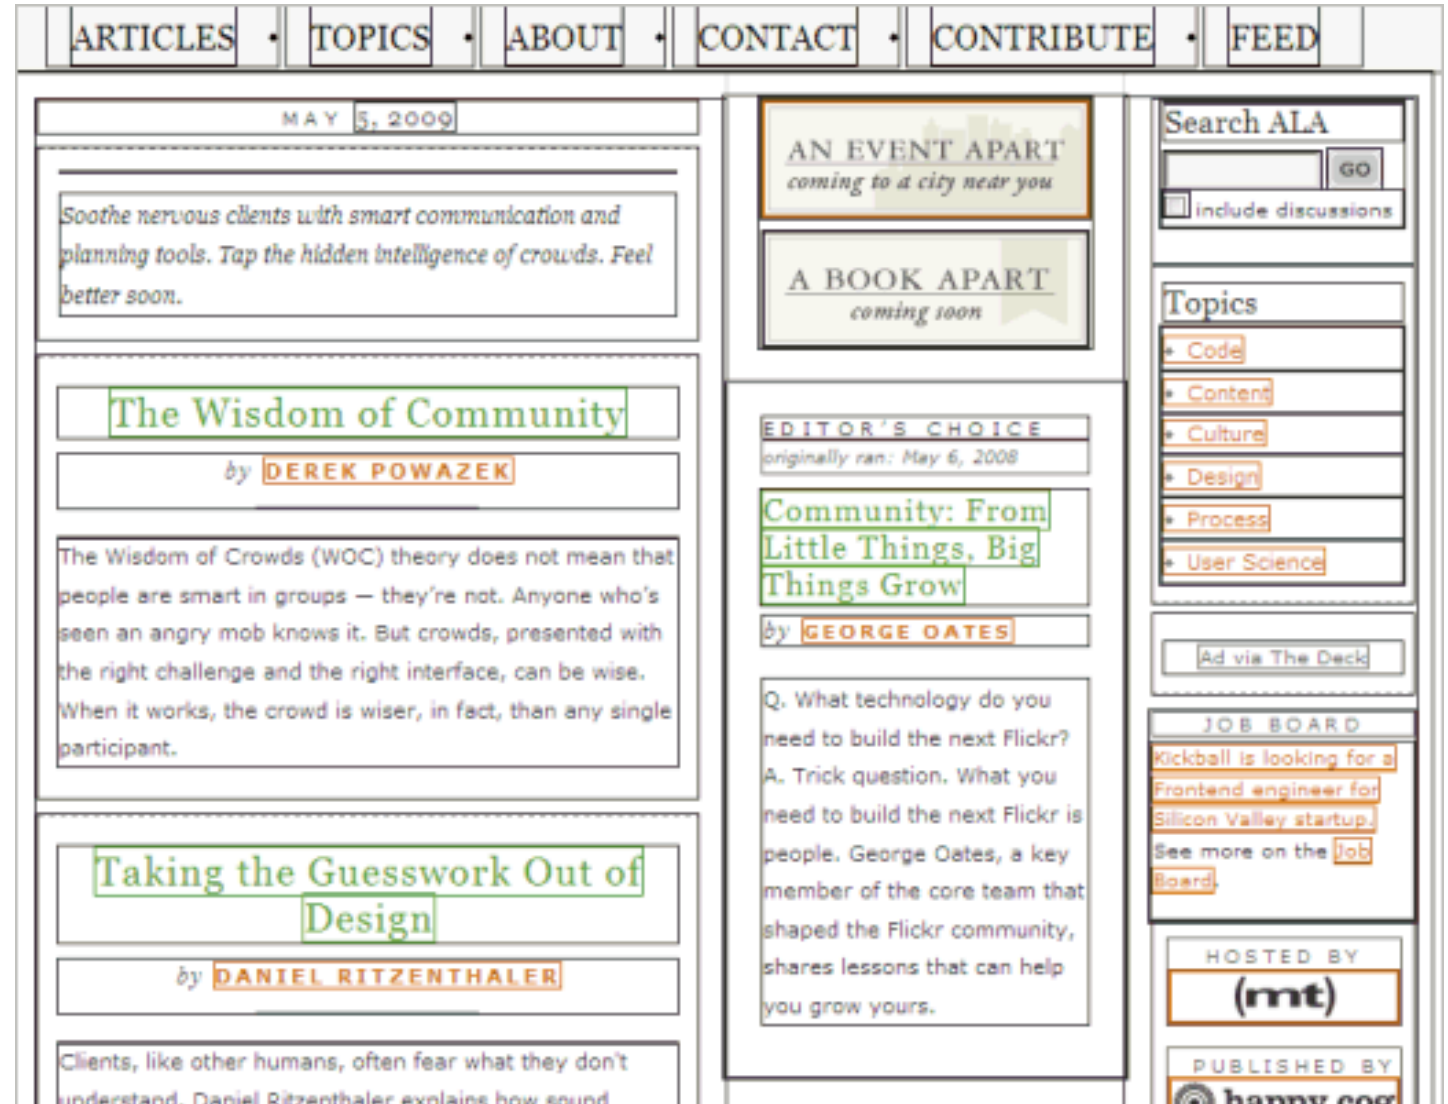 ARTICLES • TOPICS • ABOUT • CONTACT • CONTRIBUTE • FEED
MAY 5, 2009
Soothe nervous clients with smart communication and
planning tools. Tap the hidden intelligence of crowds. Feel
better soon.
The Wisdom of Community
by DEREK POWAZEK
The Wisdom of Crowds (WOC) theory does not mean that
people are smart in groups — they’re not. Anyone who’s
seen an angry mob knows it. But crowds, presented with
the right challenge and the right interface, can be wise.
When it works, the crowd is wiser, in fact, than any single
participant.
Taking the Guesswork Out of
Design
by DANIEL RITZENTHALER
Clients, like other humans, often fear what they don’t
understand. Daniel Ritzenthaler explains how sound
AN EVENT APART
coming to a city near you
A BOOK APART
coming soon
EDITOR’S CHOICE
originally ran: May 6, 2008
Community: From
Little Things, Big
Things Grow
by GEORGE OATES
Q. What technology do you
need to build the next Flickr?
A. Trick question. What you
need to build the next Flickr is
people. George Oates, a key
member of the core team that
shaped the Flickr community,
shares lessons that can help
you grow yours.
Search ALA
GO
include discussions
Topics
• Code
• Content
• Culture
• Design
• Process
• User Science
Ad via The Deck
JOB BOARD
Kickball is looking for a
Frontend engineer for
Silicon Valley startup.
See more on the Job
Board.
HOSTED BY
(mt)
PUBLISHED BY
happy cog